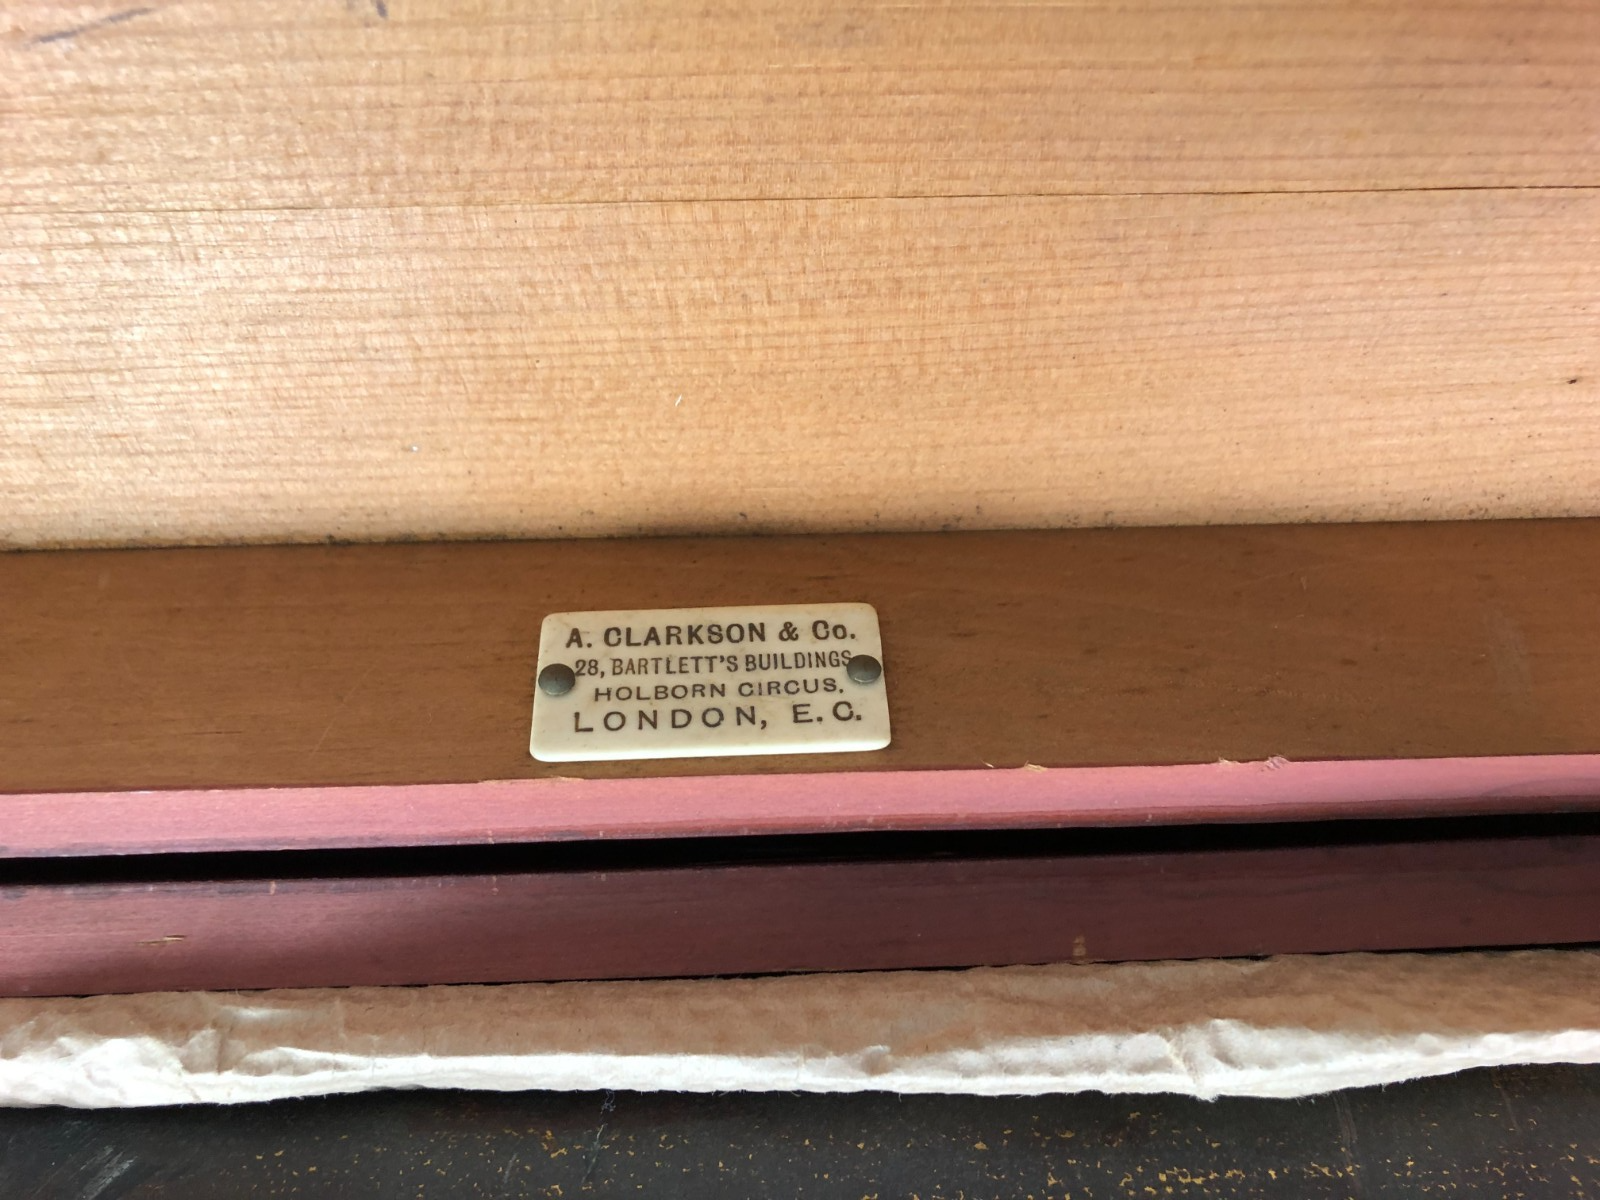 A. CLARKSON & Co.
28, BARTLETT'S BUILDINGS
HOLBORN CIRCUS.
LONDON, E.C.